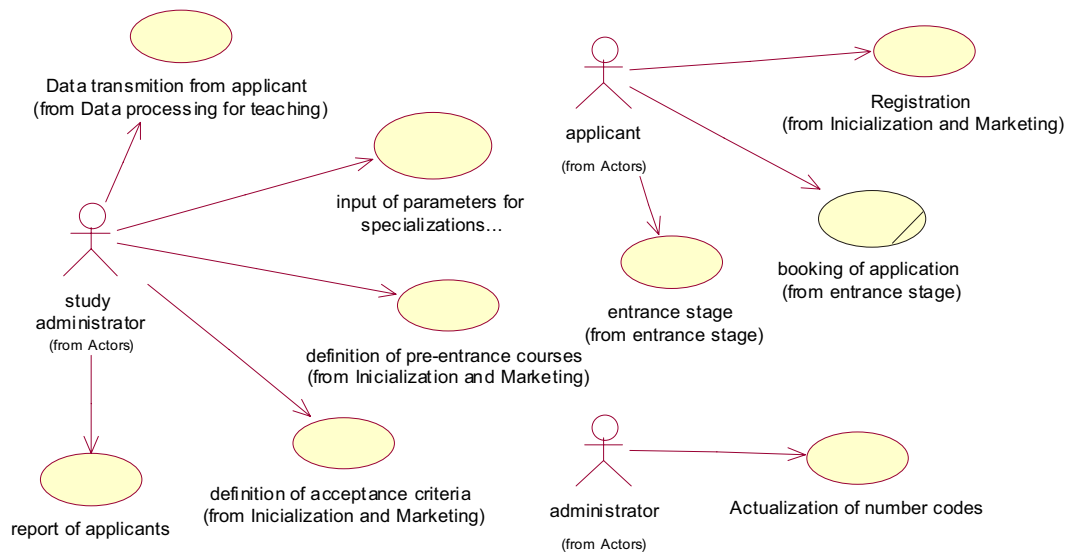 Data transmition from applicant
(from Data processing for teaching)
input of parameters for
specializations...
study
administrator
(from Actors)
definition of pre-entrance courses
(from Inicialization and Marketing)
definition of acceptance criteria
(from Inicialization and Marketing)
report of applicants
applicant
(from Actors)
Registration
(from Inicialization and Marketing)
booking of application
(from entrance stage)
entrance stage
(from entrance stage)
administrator
(from Actors)
Actualization of number codes